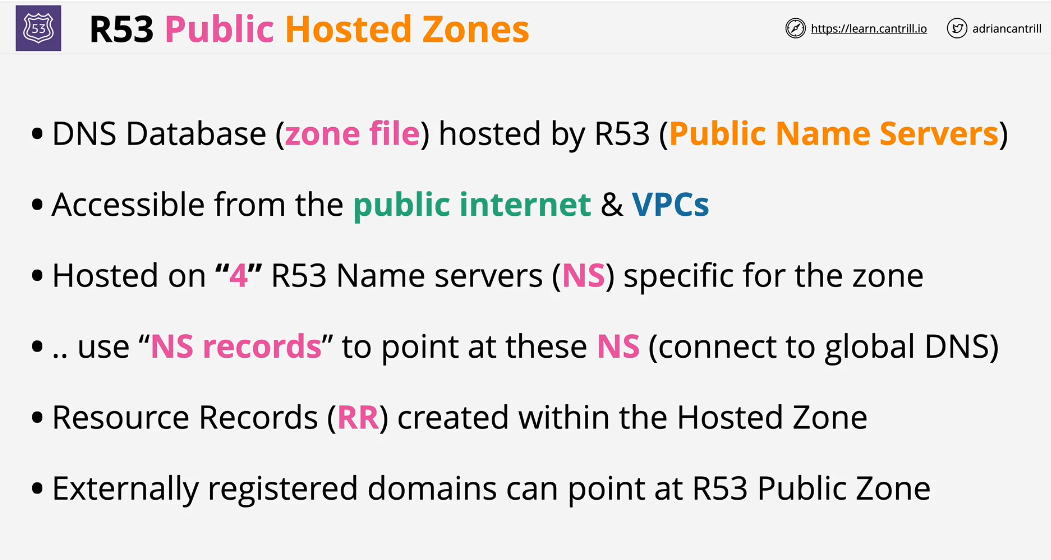 53
R53 Public Hosted Zones
https://learn.cantrill.io
adriancantrill
• DNS Database (zone file) hosted by R53 (Public Name Servers)
• Accessible from the public internet & VPCs
• Hosted on “4” R53 Name servers (NS) specific for the zone
• .. use “NS records” to point at these NS (connect to global DNS)
• Resource Records (RR) created within the Hosted Zone
• Externally registered domains can point at R53 Public Zone